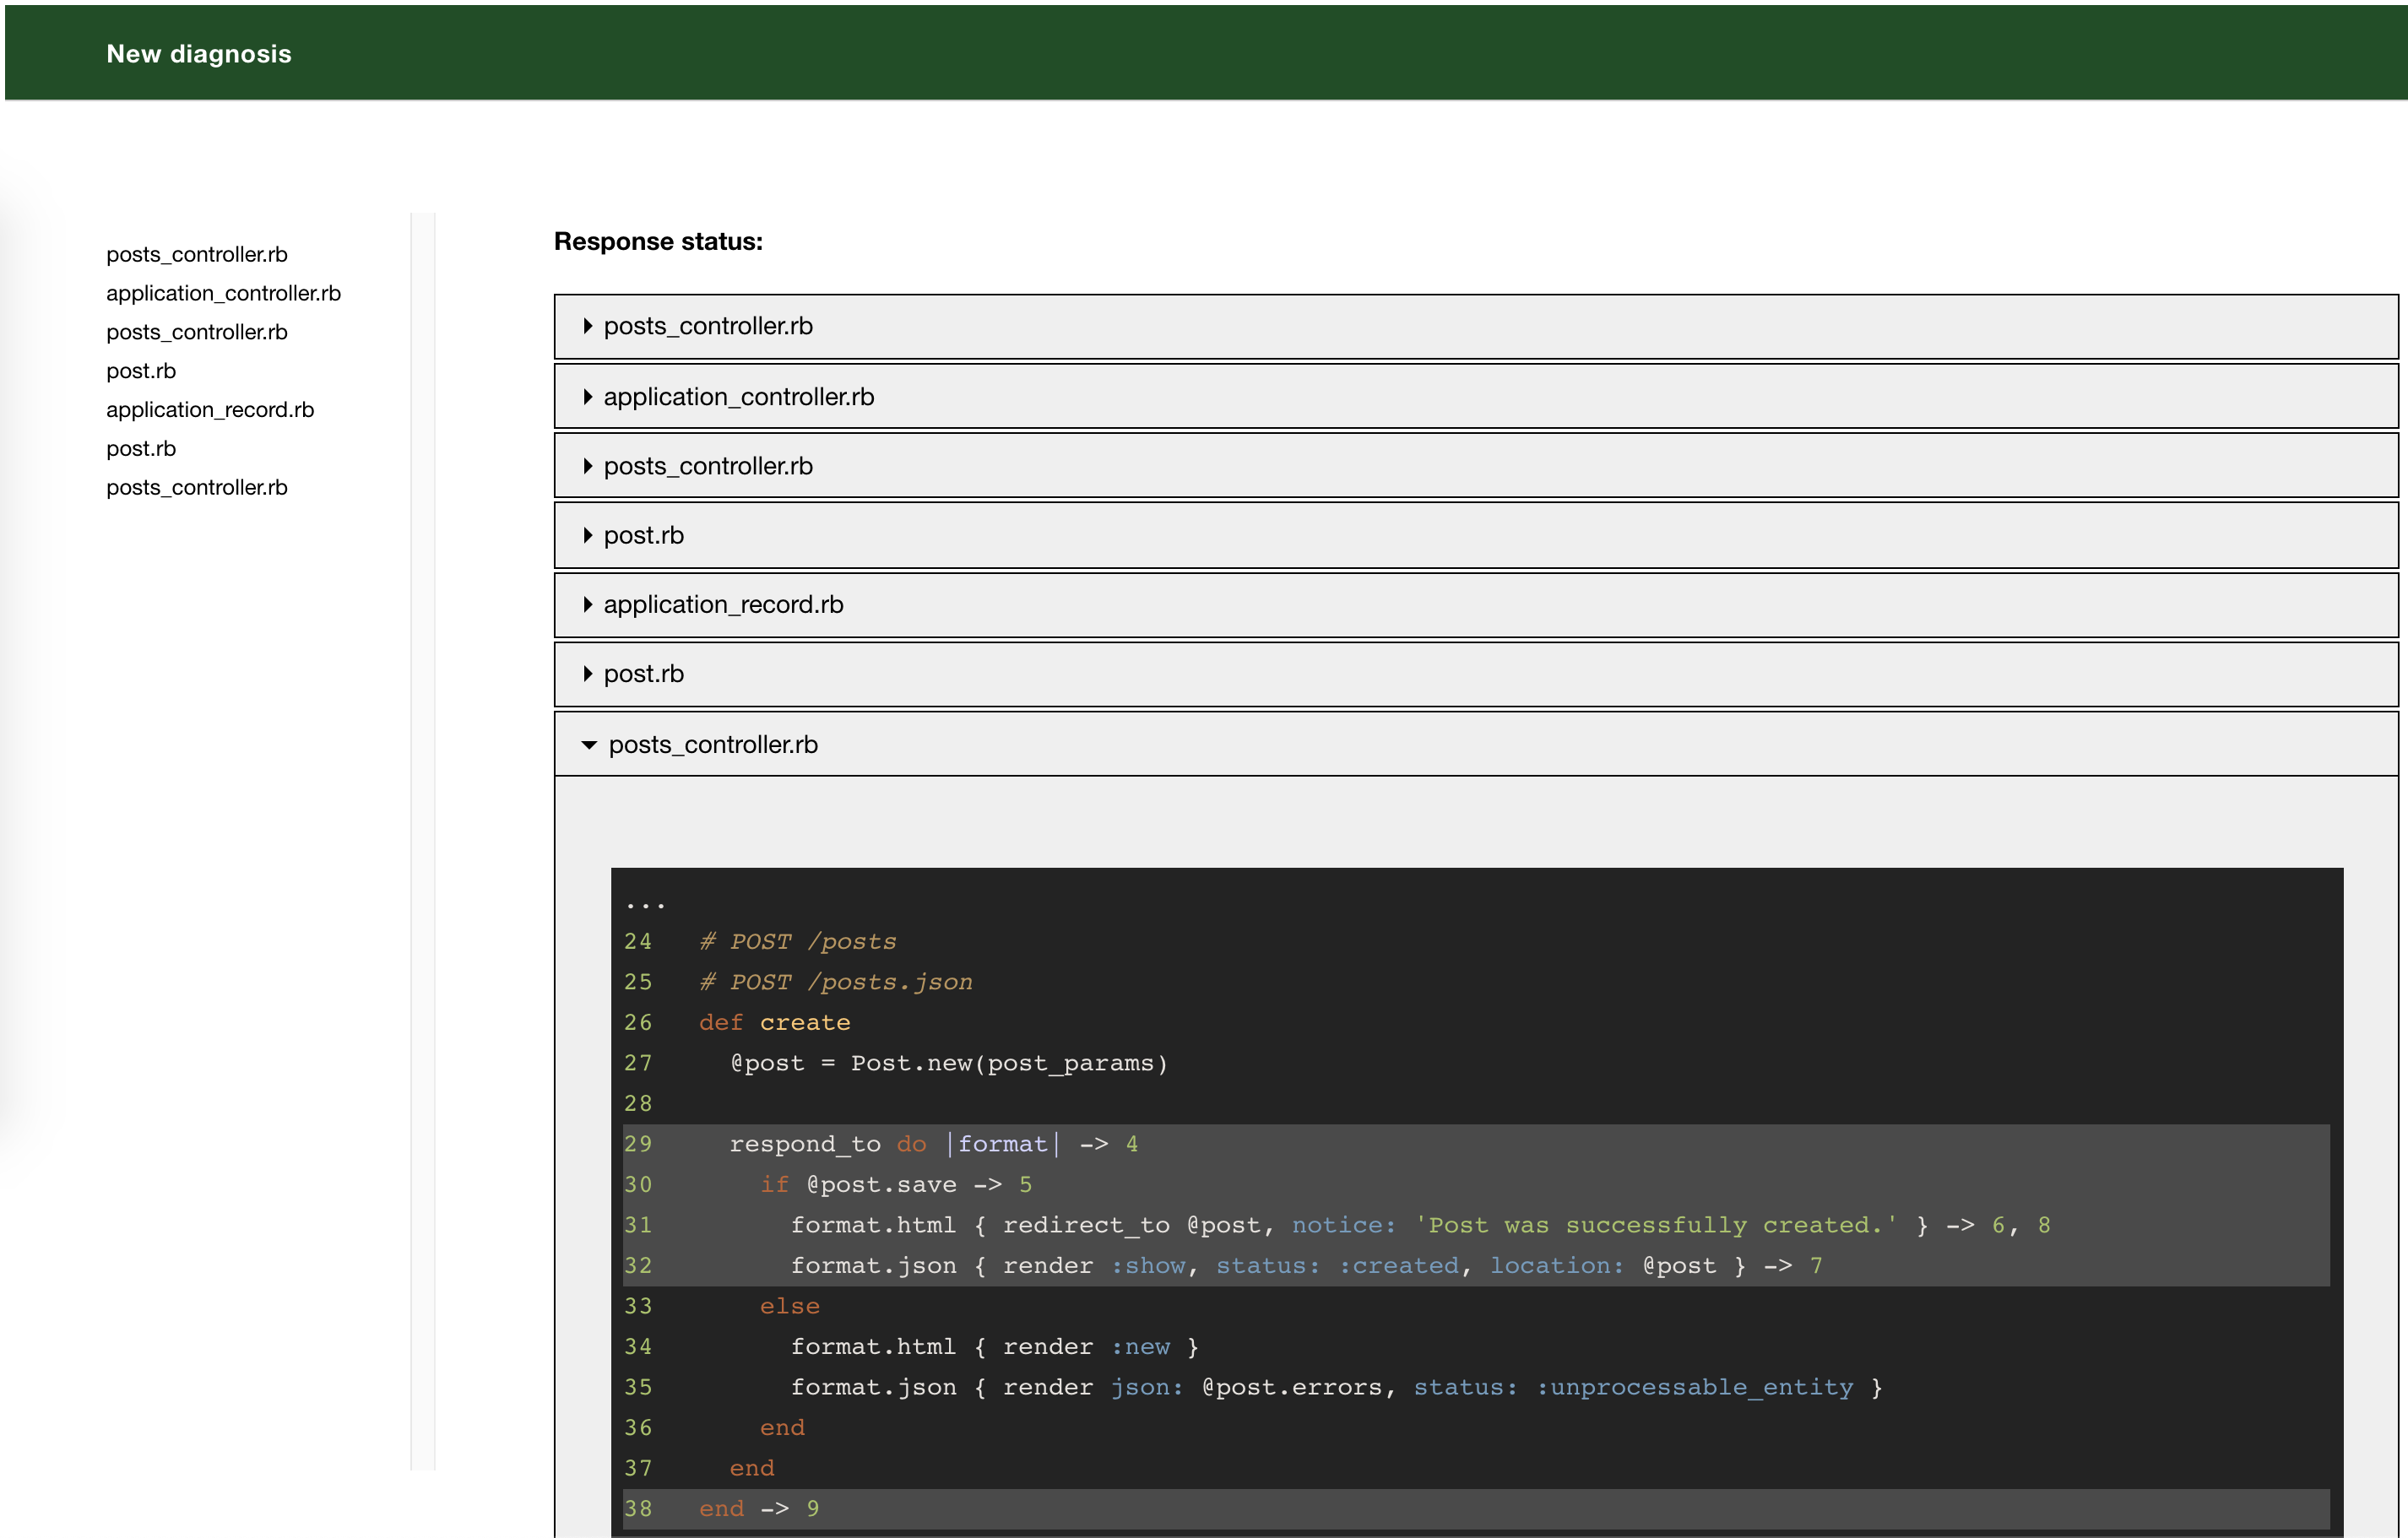 New diagnosis
posts_controller.rb
application_controller.rb
posts_controller.rb
post.rb
application_record.rb
post.rb
posts_controller.rb
Response status:
posts_controller.rb
application_controller.rb
posts_controller.rb
post.rb
application_record.rb
post.rb
posts_controller.rb
...
24   # POST /posts
25   # POST /posts.json
26   def create
27     @post = Post.new(post_params)
28
29     respond_to do |format| -> 4
30       if @post.save -> 5
31         format.html { redirect_to @post, notice: 'Post was successfully created.' } -> 6, 8
32         format.json { render :show, status: :created, location: @post } -> 7
33       else
34         format.html { render :new }
35         format.json { render json: @post.errors, status: :unprocessable_entity }
36       end
37     end
38   end -> 9